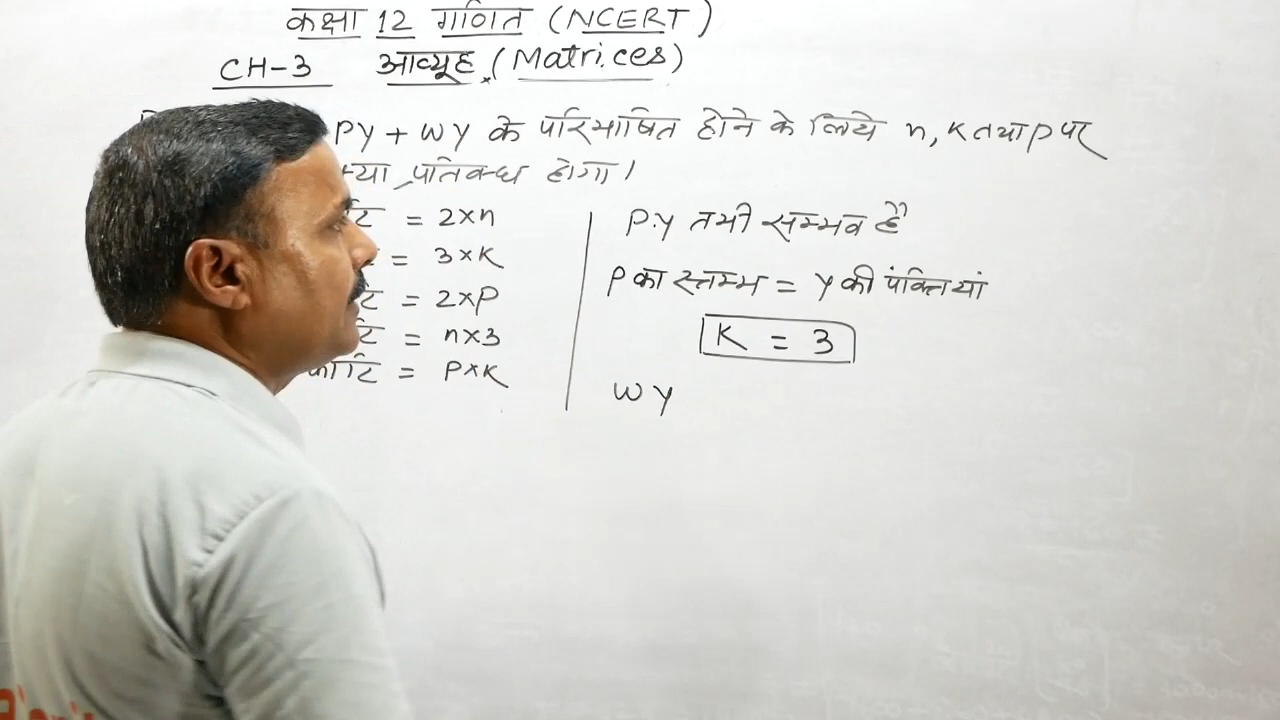 कक्षा 12 गणित (NCERT)
CH-3 आव्यूह (Matrices)
PY + WY के परिभाषित होने के लिये n, K तथा P पर
क्या प्रतिबन्ध होगा।
= 2×n
= 3×K
= 2×P
= n×3
कोटि = P×K
P.Y तभी सम्भव है
P का स्तम्भ = Y की पंक्तियां
K = 3
WY